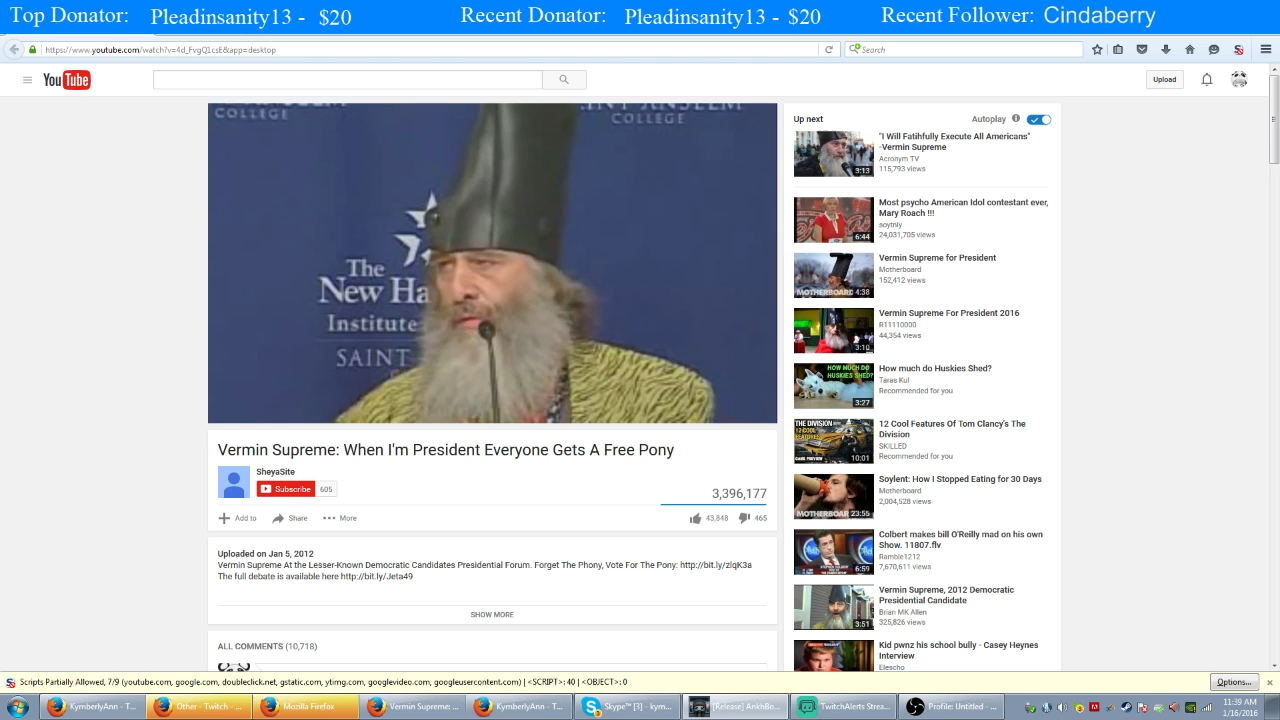 Top Donator: Pleadinsanity13 - $20
Recent Donator: Pleadinsanity13 - $20
Recent Follower: Cindaberry
https://www.youtube.com/watch?v=4d_FvgQ1csE&app=desktop
Search
YouTube
Upload
COLLEGE
COLLEGE
The
New Ha
Institute
SAINT
Vermin Supreme: When I'm President Everyone Gets A Free Pony
SheyaSite
Subscribe 605
3,396,177
Add to Share More 43,848 465
Uploaded on Jan 5, 2012
Vermin Supreme At the Lesser-Known Democratic Candidates Presidential Forum. Forget The Phony, Vote For The Pony: http://bit.ly/zlqK3a
The full debate is available here http://bit.ly/Jeta49
SHOW MORE
ALL COMMENTS (10,718)
Up next
Autoplay
"I Will Fatihfully Execute All Americans"
-Vermin Supreme
Acronym TV
115,793 views
3:13
Most psycho American Idol contestant ever,
Mary Roach !!!
soytnly
24,031,705 views
6:44
Vermin Supreme for President
Motherboard
152,412 views
MOTHERBOARD 4:38
Vermin Supreme For President 2016
R11110000
44,354 views
3:10
How much do Huskies Shed?
Taras Kul
Recommended for you
HOW MUCH DO
HUSKIES SHED?
3:27
12 Cool Features Of Tom Clancy's The
Division
SKILLED
Recommended for you
THE DIVISION
12 COOL
FEATURES
10:01
Soylent: How I Stopped Eating for 30 Days
Motherboard
2,004,528 views
MOTHERBOAR 23:55
Colbert makes bill O'Reilly mad on his own
Show. 11807.flv
Ramble1212
7,670,611 views
6:59
Vermin Supreme, 2012 Democratic
Presidential Candidate
Brian MK Allen
325,826 views
3:51
Kid pwnz his school bully - Casey Heynes
Interview
Elescho
Scripts Partially Allowed, 7/9 (youtube.com, google.com, doubleclick.net, gstatic.com, ytimg.com, googlevideo.com, googleusercontent.com) | <SCRIPT>: 40 | <OBJECT>: 0
Options...
KymberlyAnn - T...
Other - Twitch - ...
Mozilla Firefox
Vermin Supreme: ...
KymberlyAnn - T...
Skype™ [3] - kym...
[Release] AnkhBo...
TwitchAlerts Strea...
Profile: Untitled - ...
11:39 AM
1/16/2016